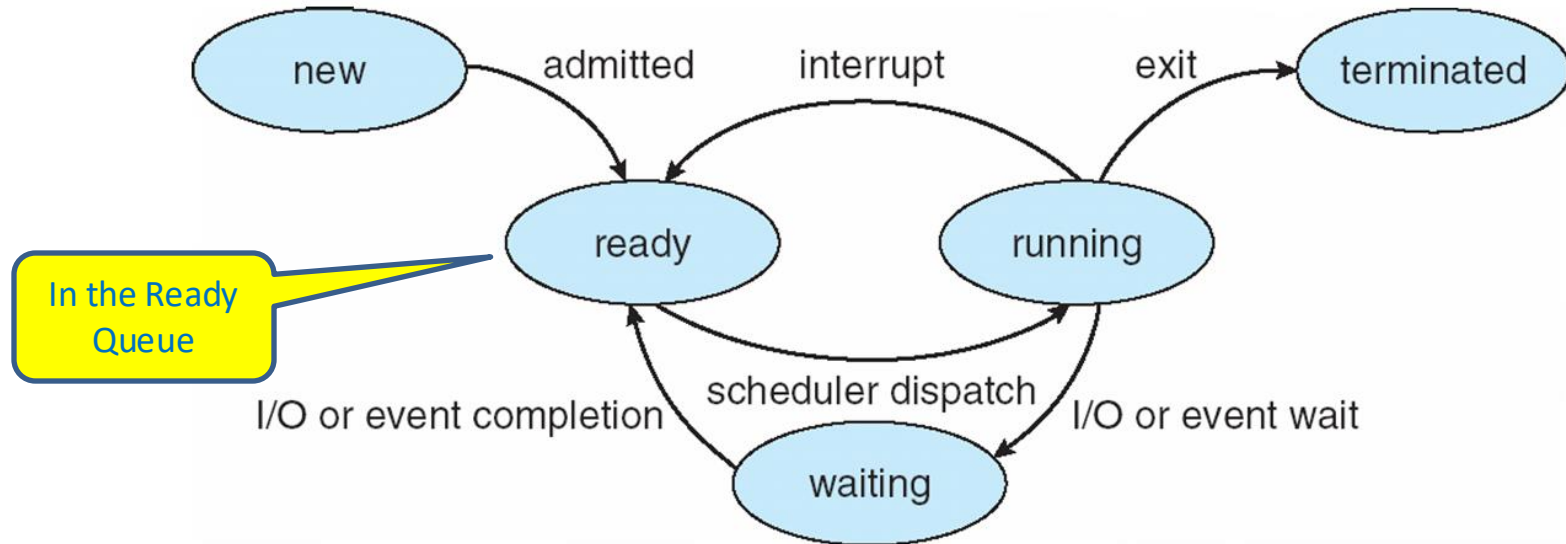 new
admitted
interrupt
exit
terminated
ready
running
In the Ready
Queue
scheduler dispatch
I/O or event completion
I/O or event wait
waiting